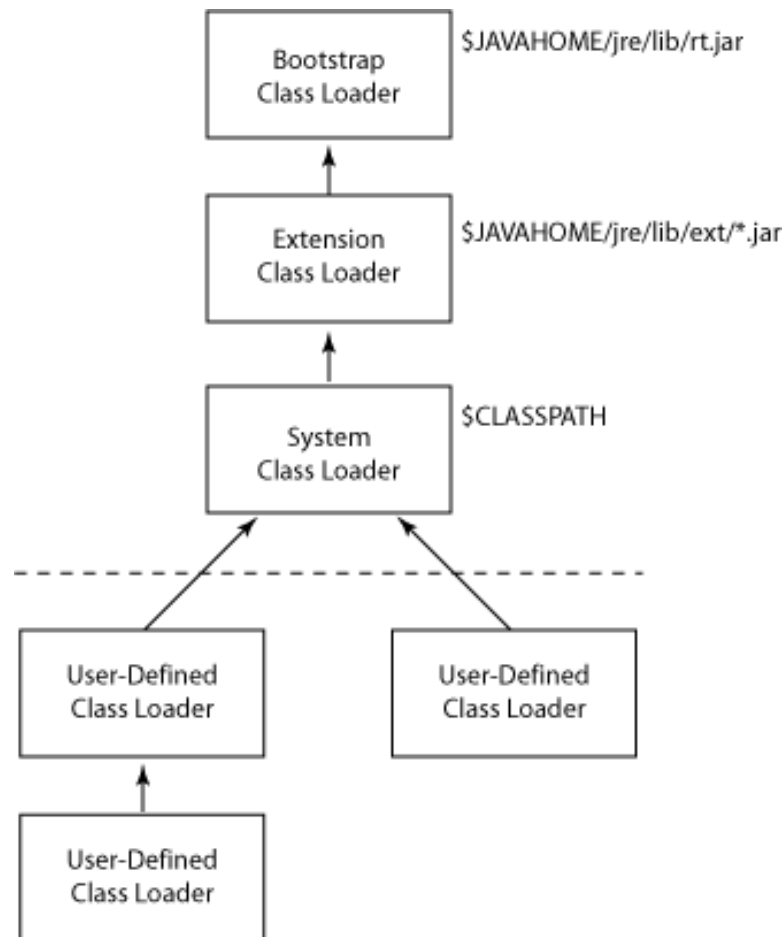 Bootstrap
Class Loader
$JAVAHOME/jre/lib/rt.jar
Extension
Class Loader
$JAVAHOME/jre/lib/ext/*.jar
System
Class Loader
$CLASSPATH
User-Defined
Class Loader
User-Defined
Class Loader
User-Defined
Class Loader